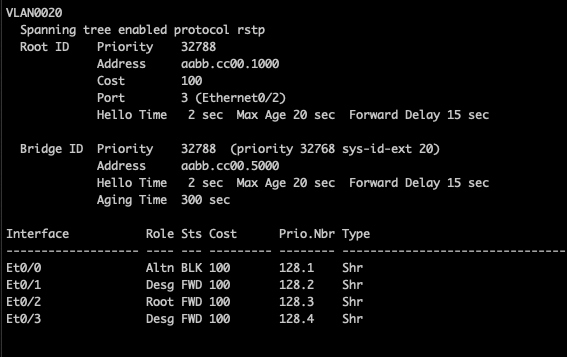 VLAN0020
  Spanning tree enabled protocol rstp
  Root ID    Priority    32788
             Address     aabb.cc00.1000
             Cost        100
             Port        3 (Ethernet0/2)
             Hello Time   2 sec  Max Age 20 sec  Forward Delay 15 sec

  Bridge ID  Priority    32788  (priority 32768 sys-id-ext 20)
             Address     aabb.cc00.5000
             Hello Time   2 sec  Max Age 20 sec  Forward Delay 15 sec
             Aging Time  300 sec

Interface           Role Sts Cost      Prio.Nbr Type
------------------- ---- --- --------- -------- --------------------------------
Et0/0               Altn BLK 100       128.1    Shr
Et0/1               Desg FWD 100       128.2    Shr
Et0/2               Root FWD 100       128.3    Shr
Et0/3               Desg FWD 100       128.4    Shr